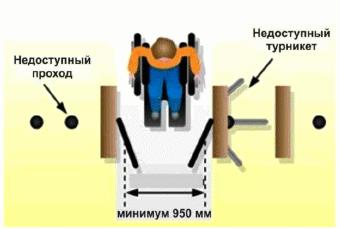 Недоступный
турникет
Недоступный
проход
минимум 950 мм